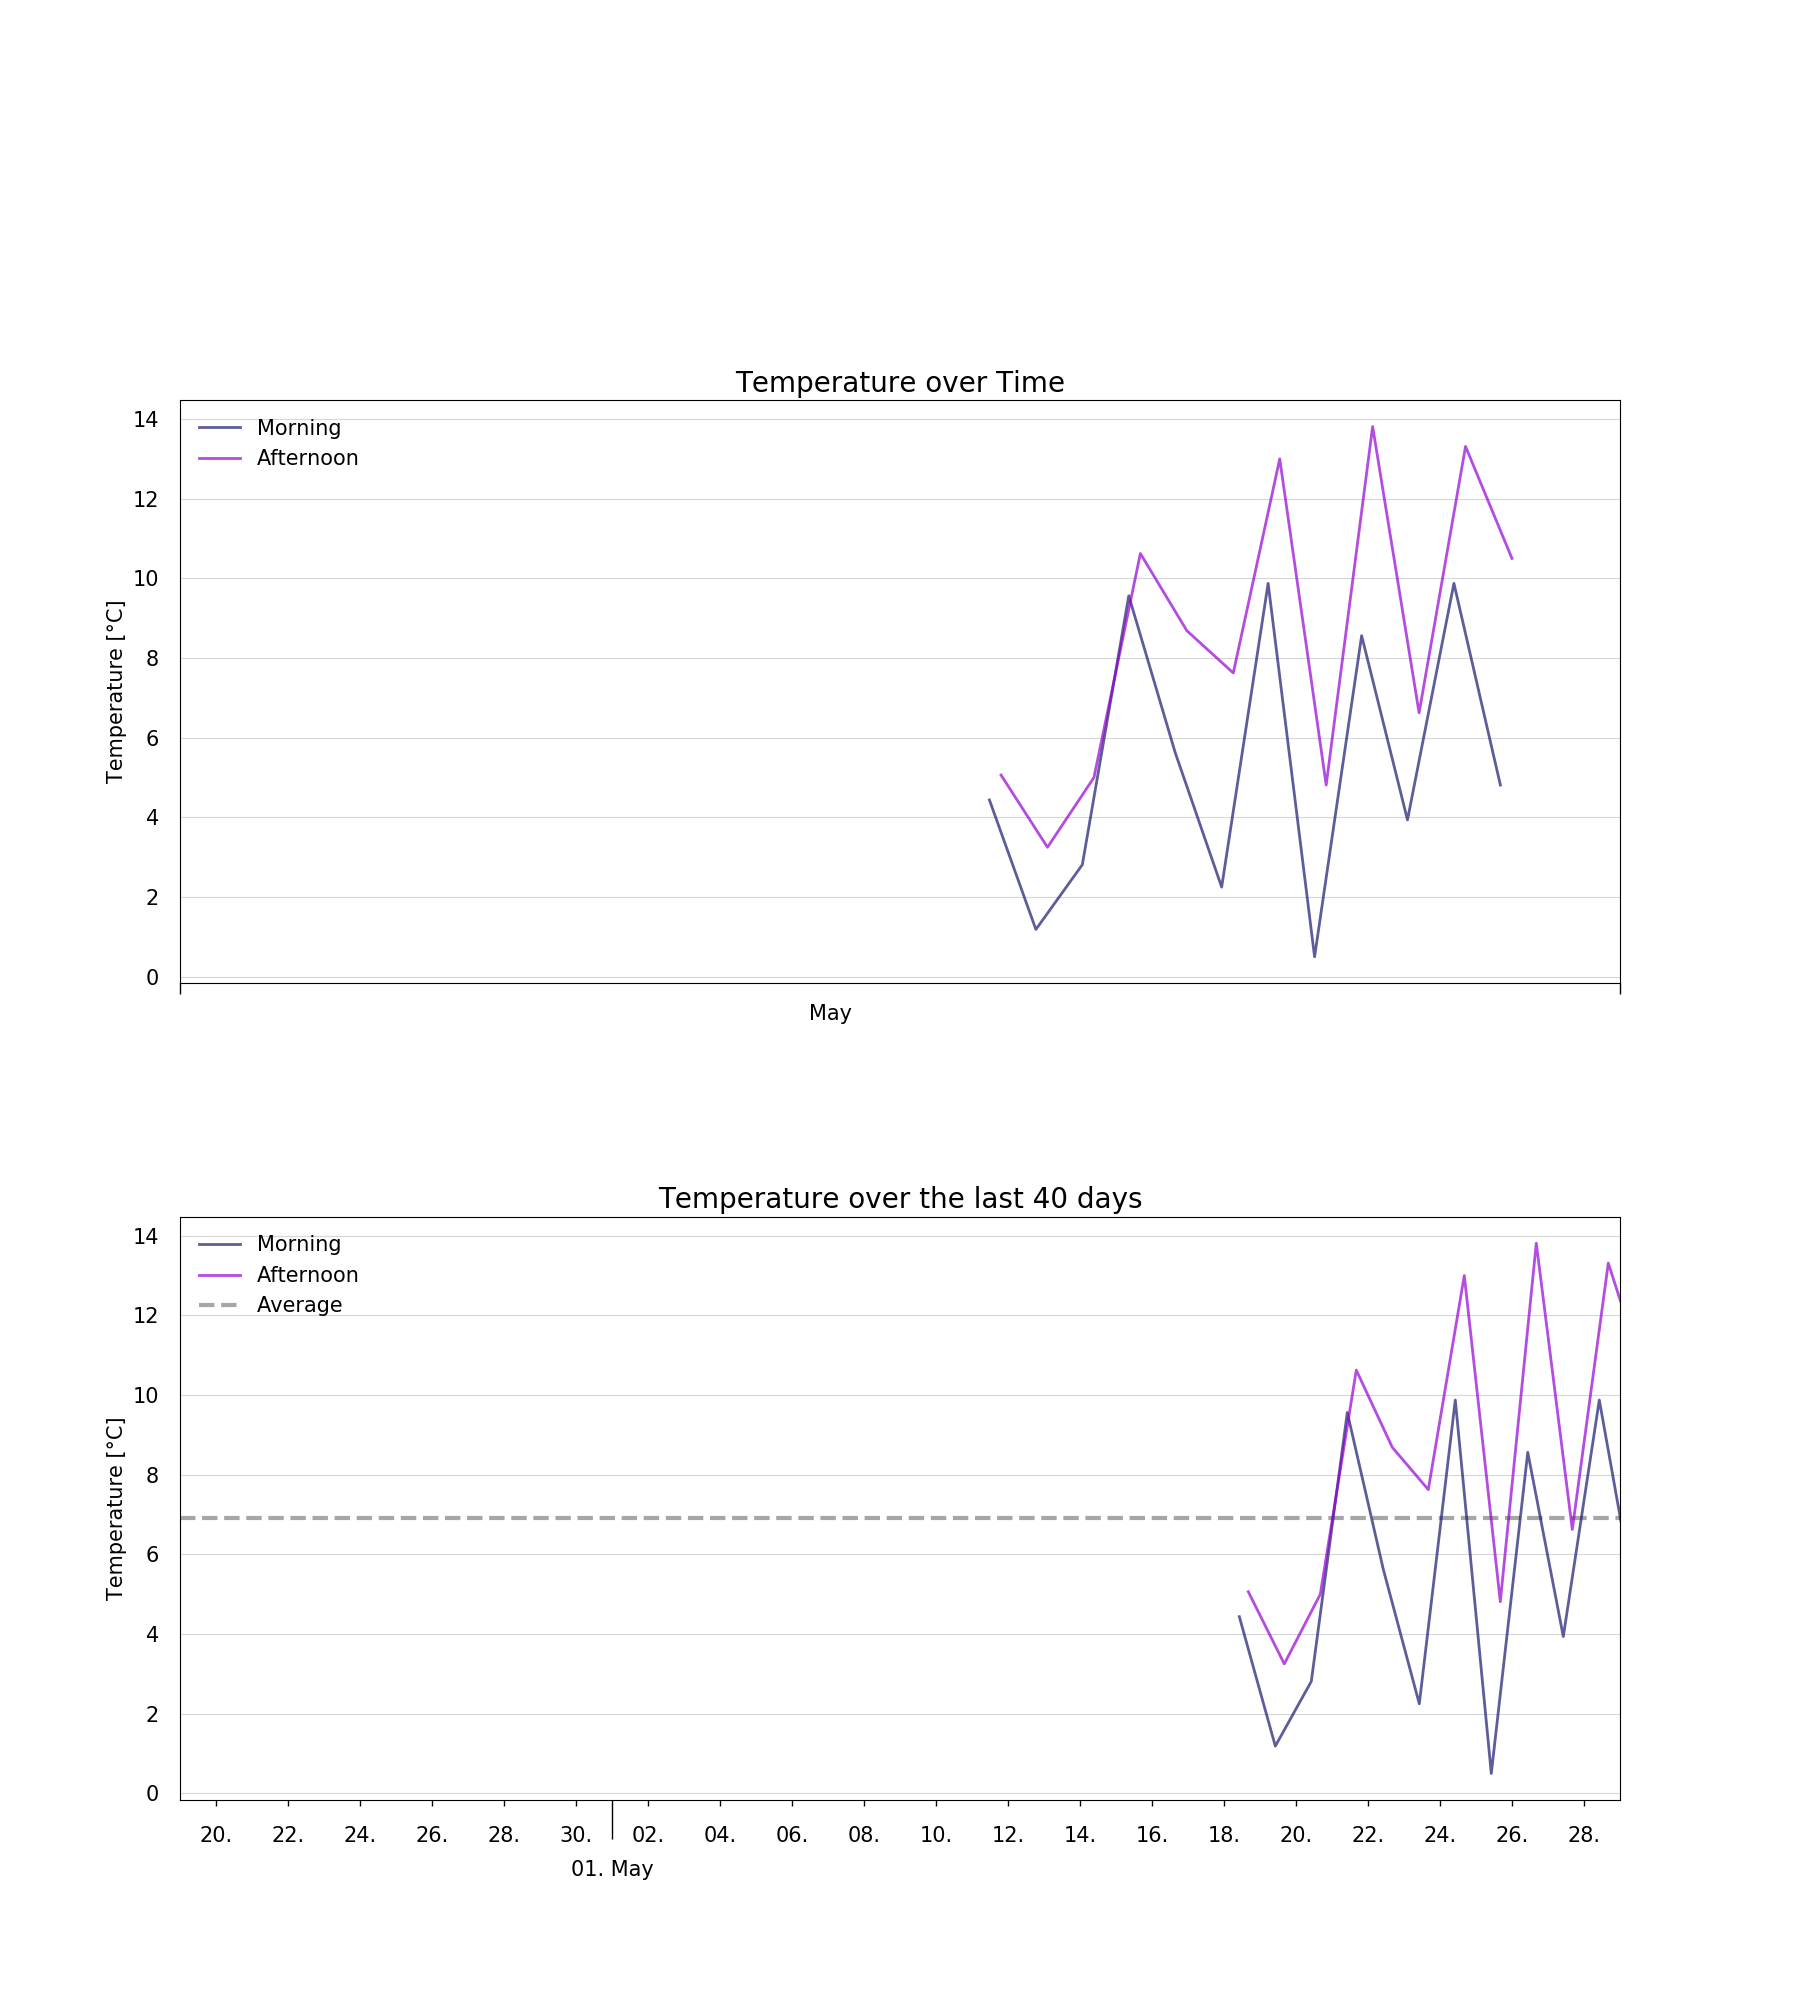 Temperature over Time
14
12
10
8
6
4
2
0
Temperature [°C]
Morning
Afternoon
May
Temperature over the last 40 days
14
12
10
8
6
4
2
0
Temperature [°C]
Morning
Afternoon
Average
20. 22. 24. 26. 28. 30. 02. 04. 06. 08. 10. 12. 14. 16. 18. 20. 22. 24. 26. 28.
01. May